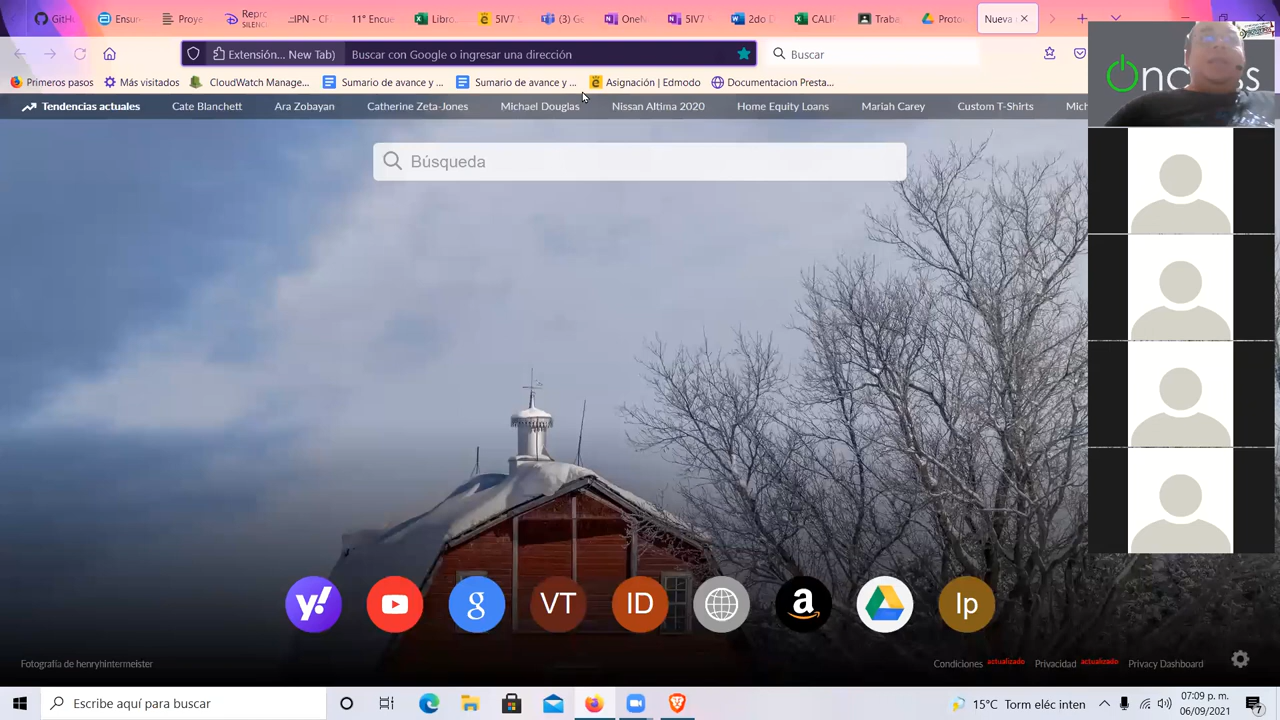 GitHu
Ensur
Proye
Repro
SILENC
..IPN - CF
11° Encue
Libro.
5IV7
(3) Ge
OneN
5IV7
2do D
CALIF
Traba
Proto
Nueva
Extensión(... New Tab)
Buscar con Google o ingresar una dirección
Buscar
Primeros pasos
Más visitados
CloudWatch Manage...
Sumario de avance y ...
Sumario de avance y ...
Asignación | Edmodo
Documentacion Presta...
Tendencias actuales
Cate Blanchett
Ara Zobayan
Catherine Zeta-Jones
Michael Douglas
Nissan Altima 2020
Home Equity Loans
Mariah Carey
Custom T-Shirts
Mich
Búsqueda
y!
g
VT
ID
a
Ip
Fotografía de henryhintermeister
Condiciones actualizado
Privacidad actualizado
Privacy Dashboard
Escribe aquí para buscar
15°C Torm eléc inten
07:09 p. m.
06/09/2021
7